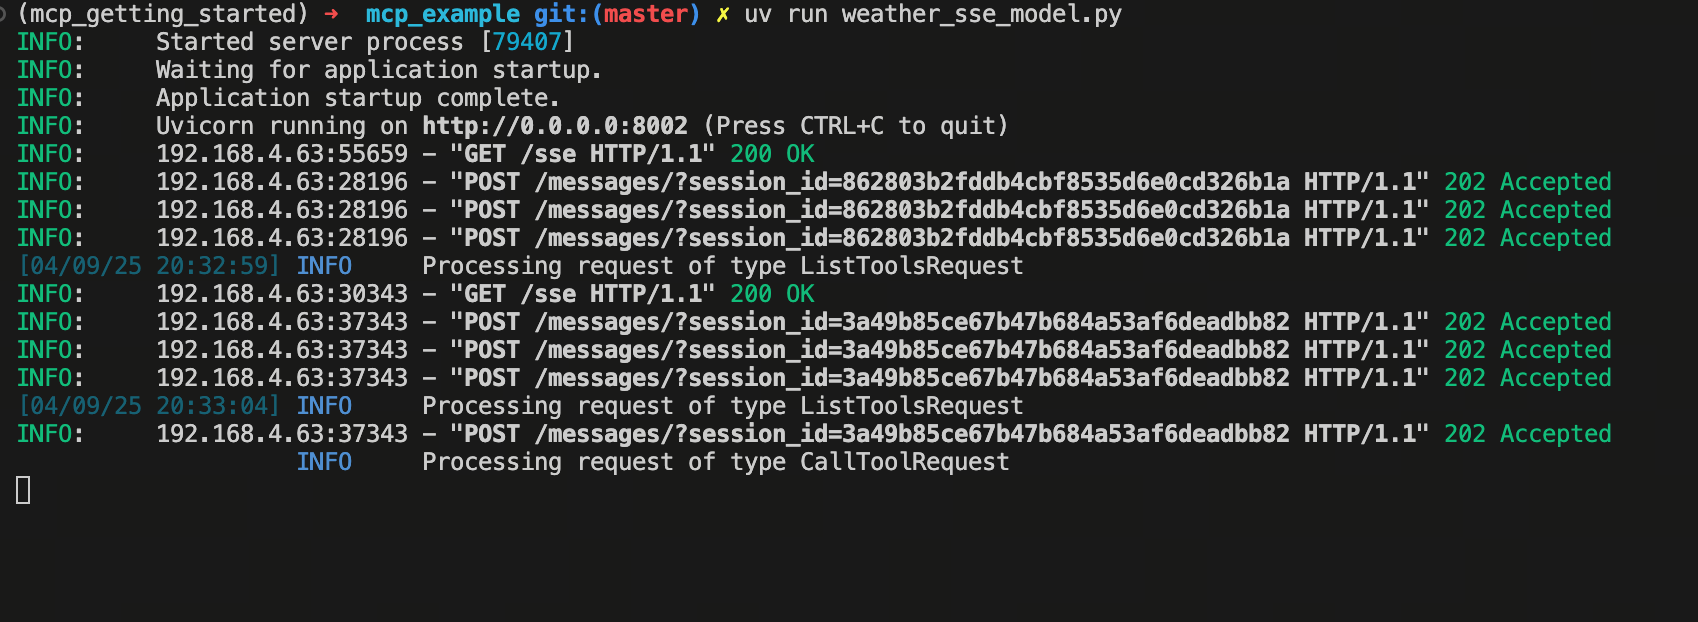 (mcp_getting_started) ➜  mcp_example git:(master) ✗ uv run weather_sse_model.py
INFO:     Started server process [79407]
INFO:     Waiting for application startup.
INFO:     Application startup complete.
INFO:     Uvicorn running on http://0.0.0.0:8002 (Press CTRL+C to quit)
INFO:     192.168.4.63:55659 – "GET /sse HTTP/1.1" 200 OK
INFO:     192.168.4.63:28196 – "POST /messages/?session_id=862803b2fddb4cbf8535d6e0cd326b1a HTTP/1.1" 202 Accepted
INFO:     192.168.4.63:28196 – "POST /messages/?session_id=862803b2fddb4cbf8535d6e0cd326b1a HTTP/1.1" 202 Accepted
INFO:     192.168.4.63:28196 – "POST /messages/?session_id=862803b2fddb4cbf8535d6e0cd326b1a HTTP/1.1" 202 Accepted
[04/09/25 20:32:59] INFO     Processing request of type ListToolsRequest
INFO:     192.168.4.63:30343 – "GET /sse HTTP/1.1" 200 OK
INFO:     192.168.4.63:37343 – "POST /messages/?session_id=3a49b85ce67b47b684a53af6deadbb82 HTTP/1.1" 202 Accepted
INFO:     192.168.4.63:37343 – "POST /messages/?session_id=3a49b85ce67b47b684a53af6deadbb82 HTTP/1.1" 202 Accepted
INFO:     192.168.4.63:37343 – "POST /messages/?session_id=3a49b85ce67b47b684a53af6deadbb82 HTTP/1.1" 202 Accepted
[04/09/25 20:33:04] INFO     Processing request of type ListToolsRequest
INFO:     192.168.4.63:37343 – "POST /messages/?session_id=3a49b85ce67b47b684a53af6deadbb82 HTTP/1.1" 202 Accepted
                    INFO     Processing request of type CallToolRequest